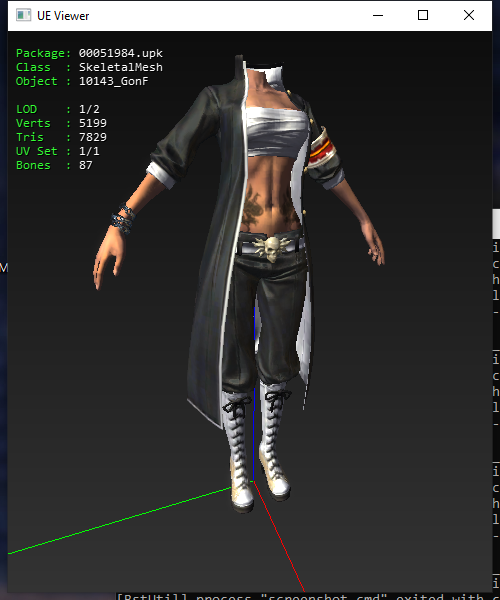 UE Viewer
Package: 00051984.upk
Class : SkeletalMesh
Object : 10143_GonF
LOD : 1/2
Verts : 5199
Tris : 7829
UV Set : 1/1
Bones : 87
M
i
c
h
l
-
i
c
h
l
-
i
c
h
l
-
i
[BstUtil] process "screenshot.cmd" exited with c